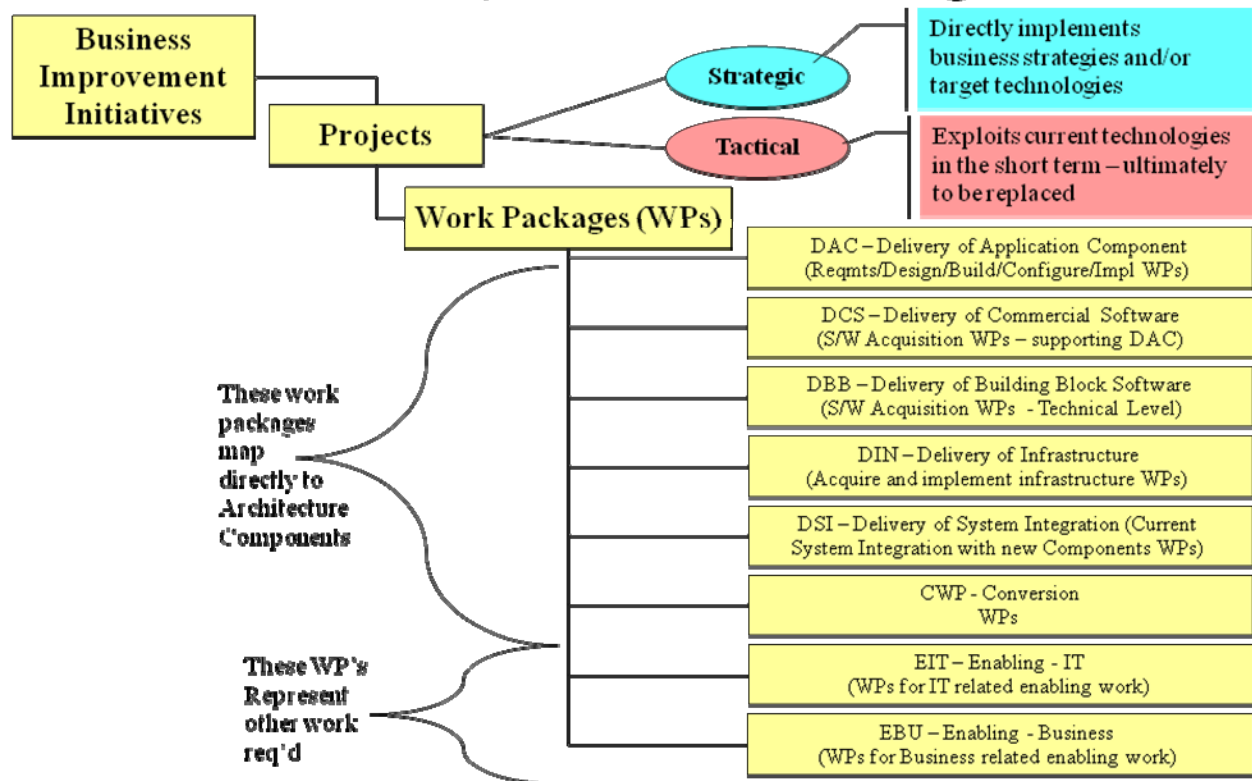 Business
Improvement
Initiatives
Projects
Strategic
Tactical
Directly implements
business strategies and/or
target technologies
Exploits current technologies
in the short term – ultimately
to be replaced
Work Packages (WPs)
DAC – Delivery of Application Component
(Reqmts/Design/Build/Configure/Impl WPs)
DCS – Delivery of Commercial Software
(S/W Acquisition WPs – supporting DAC)
DBB – Delivery of Building Block Software
(S/W Acquisition WPs - Technical Level)
DIN – Delivery of Infrastructure
(Acquire and implement infrastructure WPs)
DSI – Delivery of System Integration (Current
System Integration with new Components WPs)
CWP - Conversion
WPs
EIT – Enabling - IT
(WPs for IT related enabling work)
EBU – Enabling - Business
(WPs for Business related enabling work)
These work
packages
map
directly to
Architecture
Components
These WP's
Represent
other work
req'd